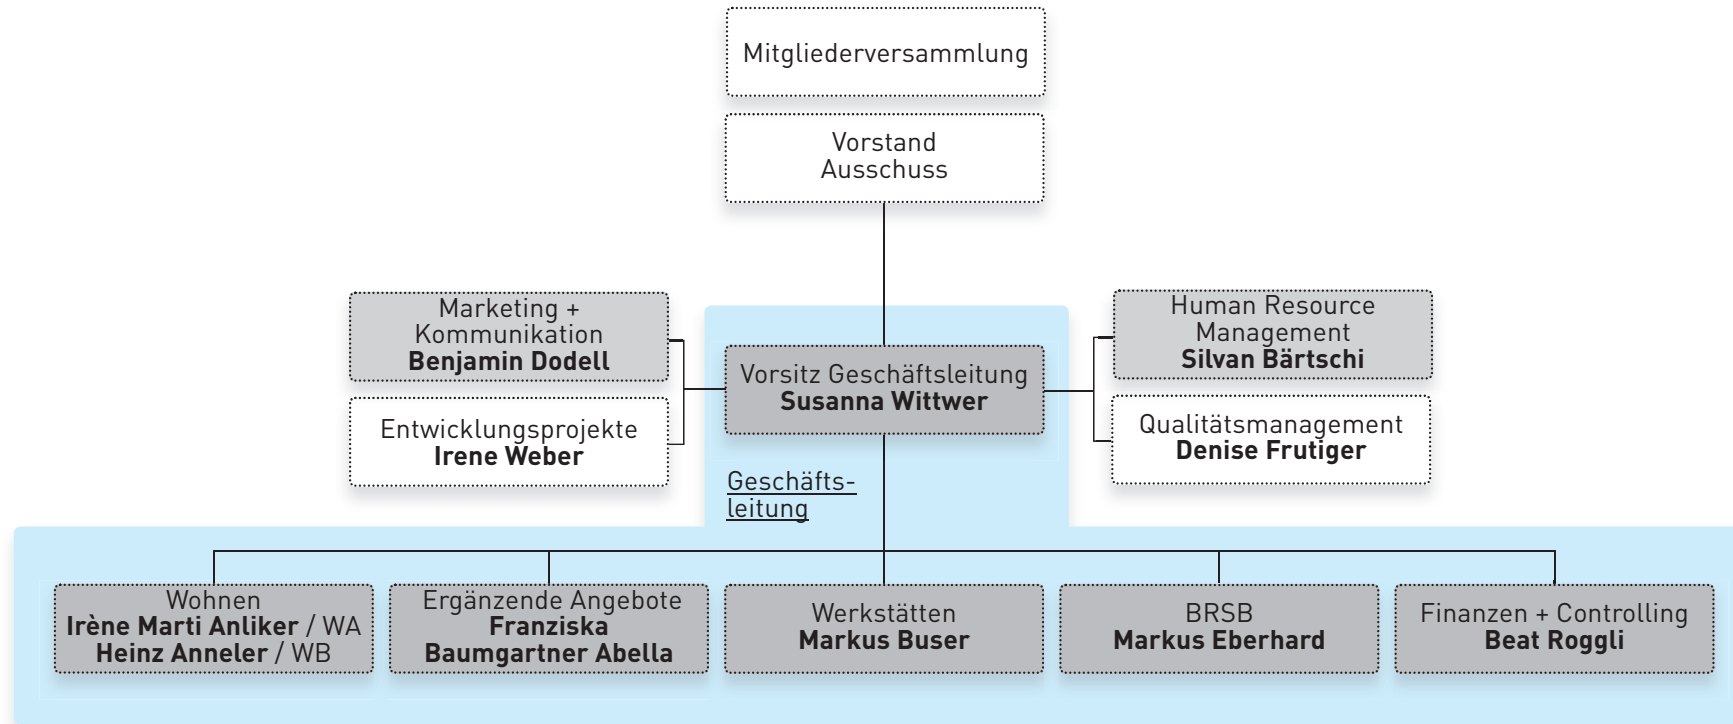 Mitgliederversammlung
Vorstand
Ausschuss
Marketing +
Kommunikation
Benjamin Dodell
Entwicklungsprojekte
Irene Weber
Vorsitz Geschäftsleitung
Susanna Wittwer
Human Resource
Management
Silvan Bärtschi
Qualitätsmanagement
Denise Frutiger
Geschäfts-
leitung
Wohnen
Irène Marti Anliker / WA
Heinz Anneler / WB
Ergänzende Angebote
Franziska
Baumgartner Abella
Werkstätten
Markus Buser
BRSB
Markus Eberhard
Finanzen + Controlling
Beat Roggli